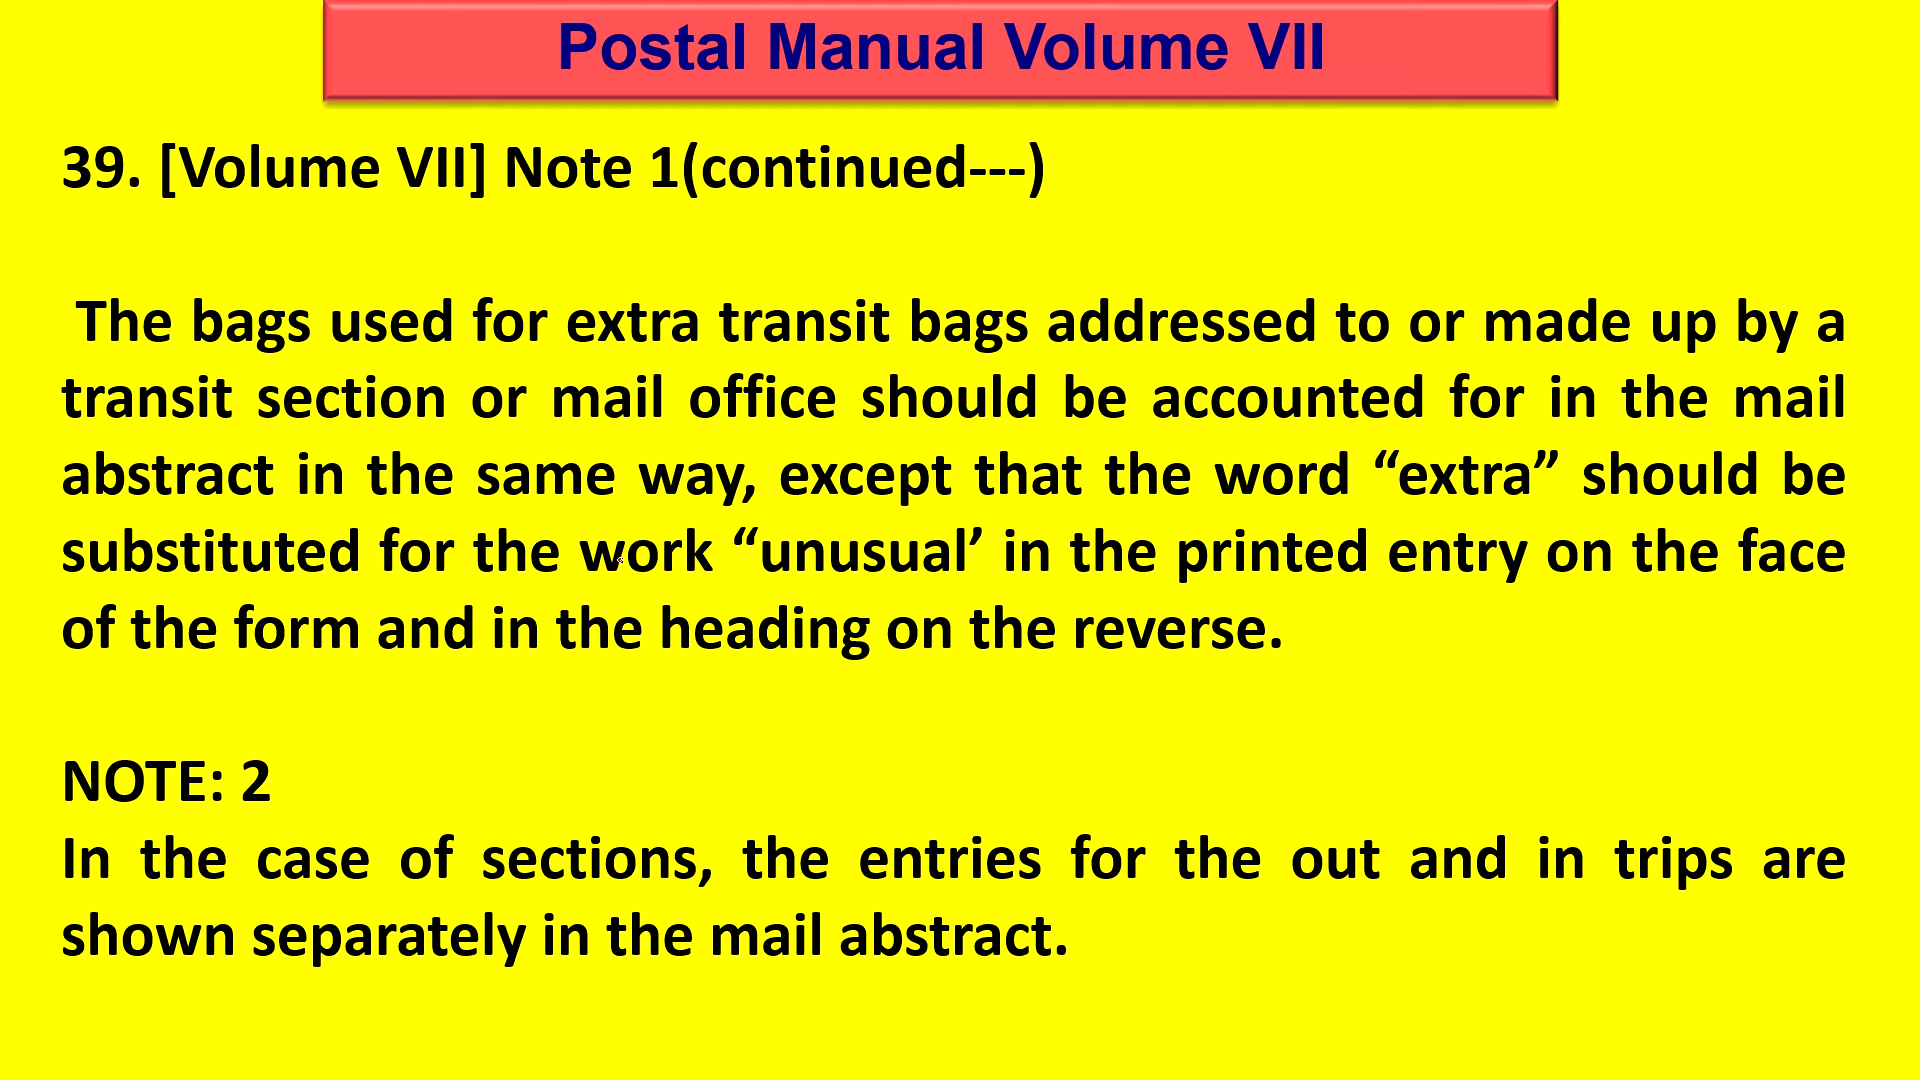 Postal Manual Volume VII
39. [Volume VII] Note 1(continued---)
The bags used for extra transit bags addressed to or made up by a
transit section or mail office should be accounted for in the mail
abstract in the same way, except that the word “extra” should be
substituted for the work “unusual’ in the printed entry on the face
of the form and in the heading on the reverse.
NOTE: 2
In the case of sections, the entries for the out and in trips are
shown separately in the mail abstract.